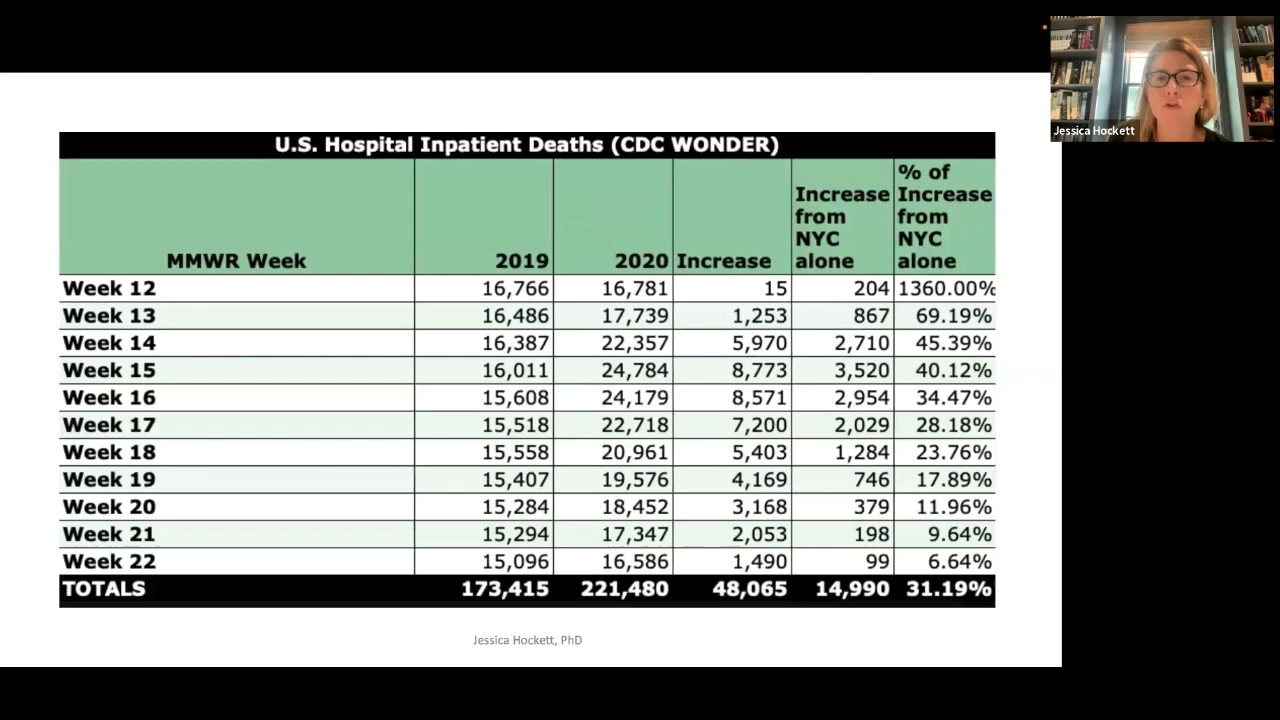 Jessica Hockett
U.S. Hospital Inpatient Deaths (CDC WONDER)
MMWR Week 2019 2020 Increase Increase from NYC alone % of Increase from NYC alone
Week 12 16,766 16,781 15 204 1360.00%
Week 13 16,486 17,739 1,253 867 69.19%
Week 14 16,387 22,357 5,970 2,710 45.39%
Week 15 16,011 24,784 8,773 3,520 40.12%
Week 16 15,608 24,179 8,571 2,954 34.47%
Week 17 15,518 22,718 7,200 2,029 28.18%
Week 18 15,558 20,961 5,403 1,284 23.76%
Week 19 15,407 19,576 4,169 746 17.89%
Week 20 15,284 18,452 3,168 379 11.96%
Week 21 15,294 17,347 2,053 198 9.64%
Week 22 15,096 16,586 1,490 99 6.64%
TOTALS 173,415 221,480 48,065 14,990 31.19%
Jessica Hockett, PhD